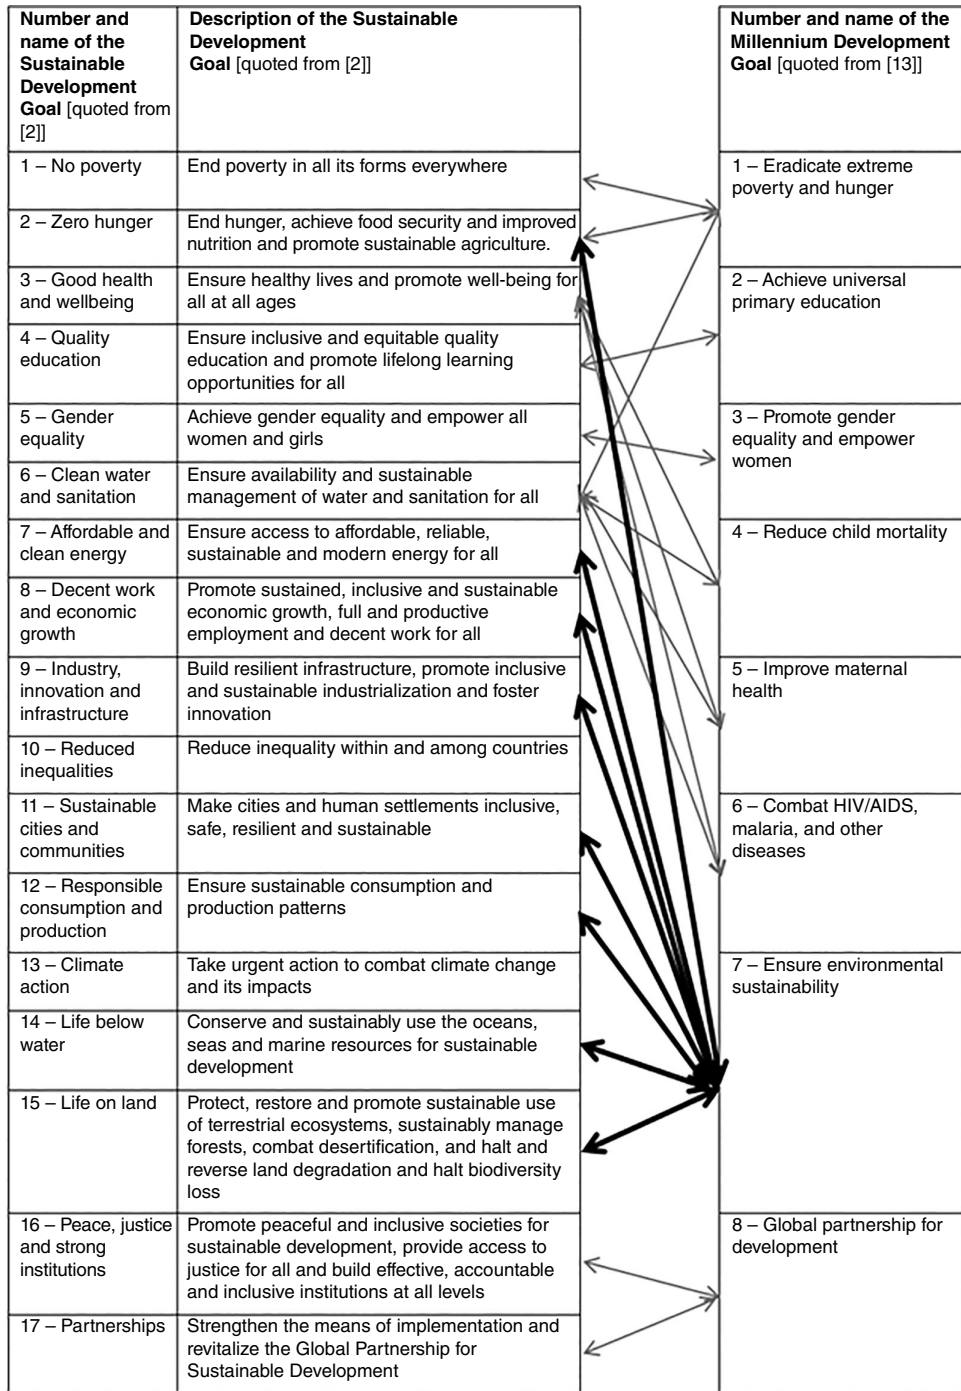 Number and
name of the
Sustainable
Development
Goal [quoted from
[2]]
Description of the Sustainable
Development
Goal [quoted from [2]]
Number and name of the
Millennium Development
Goal [quoted from [13]]
1 – No poverty
End poverty in all its forms everywhere
1 – Eradicate extreme
poverty and hunger
2 – Zero hunger
End hunger, achieve food security and improved
nutrition and promote sustainable agriculture.
3 – Good health
and wellbeing
Ensure healthy lives and promote well-being for
all at all ages
2 – Achieve universal
primary education
4 – Quality
education
Ensure inclusive and equitable quality
education and promote lifelong learning
opportunities for all
5 – Gender
equality
Achieve gender equality and empower all
women and girls
3 – Promote gender
equality and empower
women
6 – Clean water
and sanitation
Ensure availability and sustainable
management of water and sanitation for all
7 – Affordable and
clean energy
Ensure access to affordable, reliable,
sustainable and modern energy for all
4 – Reduce child mortality
8 – Decent work
and economic
growth
Promote sustained, inclusive and sustainable
economic growth, full and productive
employment and decent work for all
9 – Industry,
innovation and
infrastructure
Build resilient infrastructure, promote inclusive
and sustainable industrialization and foster
innovation
5 – Improve maternal
health
10 – Reduced
inequalities
Reduce inequality within and among countries
11 – Sustainable
cities and
communities
Make cities and human settlements inclusive,
safe, resilient and sustainable
6 – Combat HIV/AIDS,
malaria, and other
diseases
12 – Responsible
consumption and
production
Ensure sustainable consumption and
production patterns
13 – Climate
action
Take urgent action to combat climate change
and its impacts
7 – Ensure environmental
sustainability
14 – Life below
water
Conserve and sustainably use the oceans,
seas and marine resources for sustainable
development
15 – Life on land
Protect, restore and promote sustainable use
of terrestrial ecosystems, sustainably manage
forests, combat desertification, and halt and
reverse land degradation and halt biodiversity
loss
16 – Peace, justice
and strong
institutions
Promote peaceful and inclusive societies for
sustainable development, provide access to
justice for all and build effective, accountable
and inclusive institutions at all levels
8 – Global partnership for
development
17 – Partnerships
Strengthen the means of implementation and
revitalize the Global Partnership for
Sustainable Development